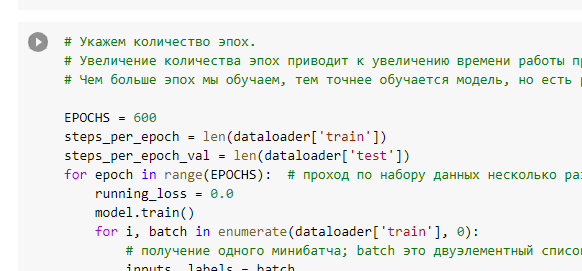 # Укажем количество эпох.
# Увеличение количества эпох приводит к увеличению времени работы
# Чем больше эпох мы обучаем, тем точнее обучается модель, но есть
EPOCHS = 600
steps_per_epoch = len(dataloader['train'])
steps_per_epoch_val = len(dataloader['test'])
for epoch in range(EPOCHS):  # проход по набору данных несколько
    running_loss = 0.0
    model.train()
    for i, batch in enumerate(dataloader['train'], 0):
        # получение одного минибатча; batch это двуэлементный
        inputs, labels = batch